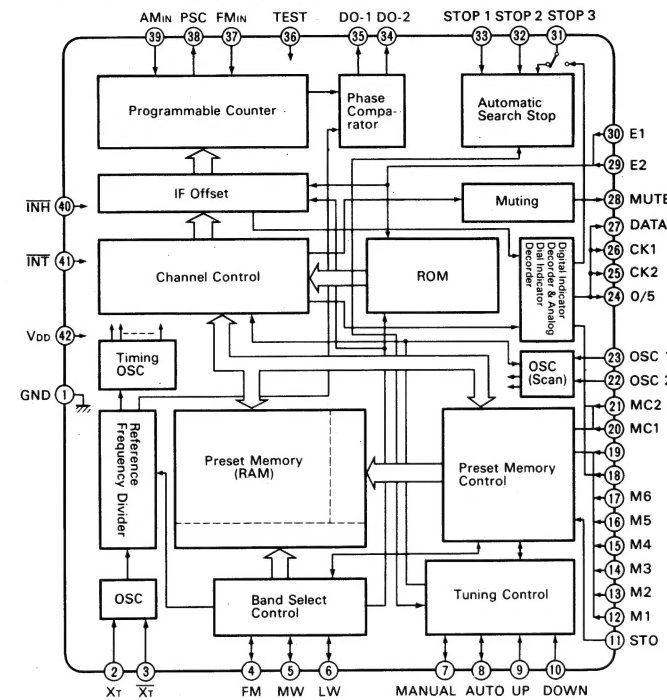 AMIN PSC FMIN TEST DO-1 DO-2 STOP 1 STOP 2 STOP 3
39 38 37 36 35 34 33 32 31
Programmable Counter
Phase
Compa-
rator
Automatic
Search Stop
30 E1
29 E2
IF Offset
Muting
28 MUTE
INH 40
27 DATA
26 CK1
25 CK2
24 0/5
INT 41
Channel Control
ROM
Digital Indicator
Decorder & Analog
Dial Indicator
Decorder
VDD 42
Timing
OSC
OSC
(Scan)
23 OSC 1
22 OSC 2
GND 1
21 MC2
20 MC1
Reference
Frequency
Divider
Preset Memory
(RAM)
Preset Memory
Control
19
18
17 M6
16 M5
15 M4
14 M3
13 M2
12 M1
11 STO
OSC
Band Select
Control
Tuning Control
2 3 4 5 6 7 8 9 10
XT XT FM MW LW MANUAL AUTO UP DOWN